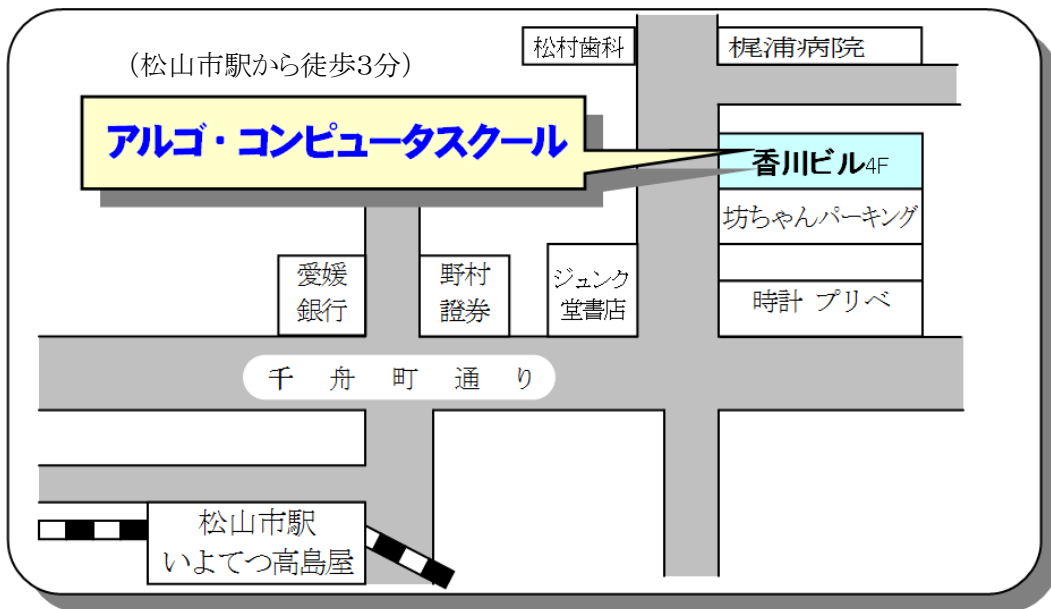 松村歯科
梶浦病院
（松山市駅から徒歩3分）
アルゴ・コンピュータスクール
香川ビル4F
坊ちゃんパーキング
愛媛
銀行
野村
證券
ジュンク
堂書店
時計 プリベ
千舟町通り
松山市駅
いよてつ高島屋